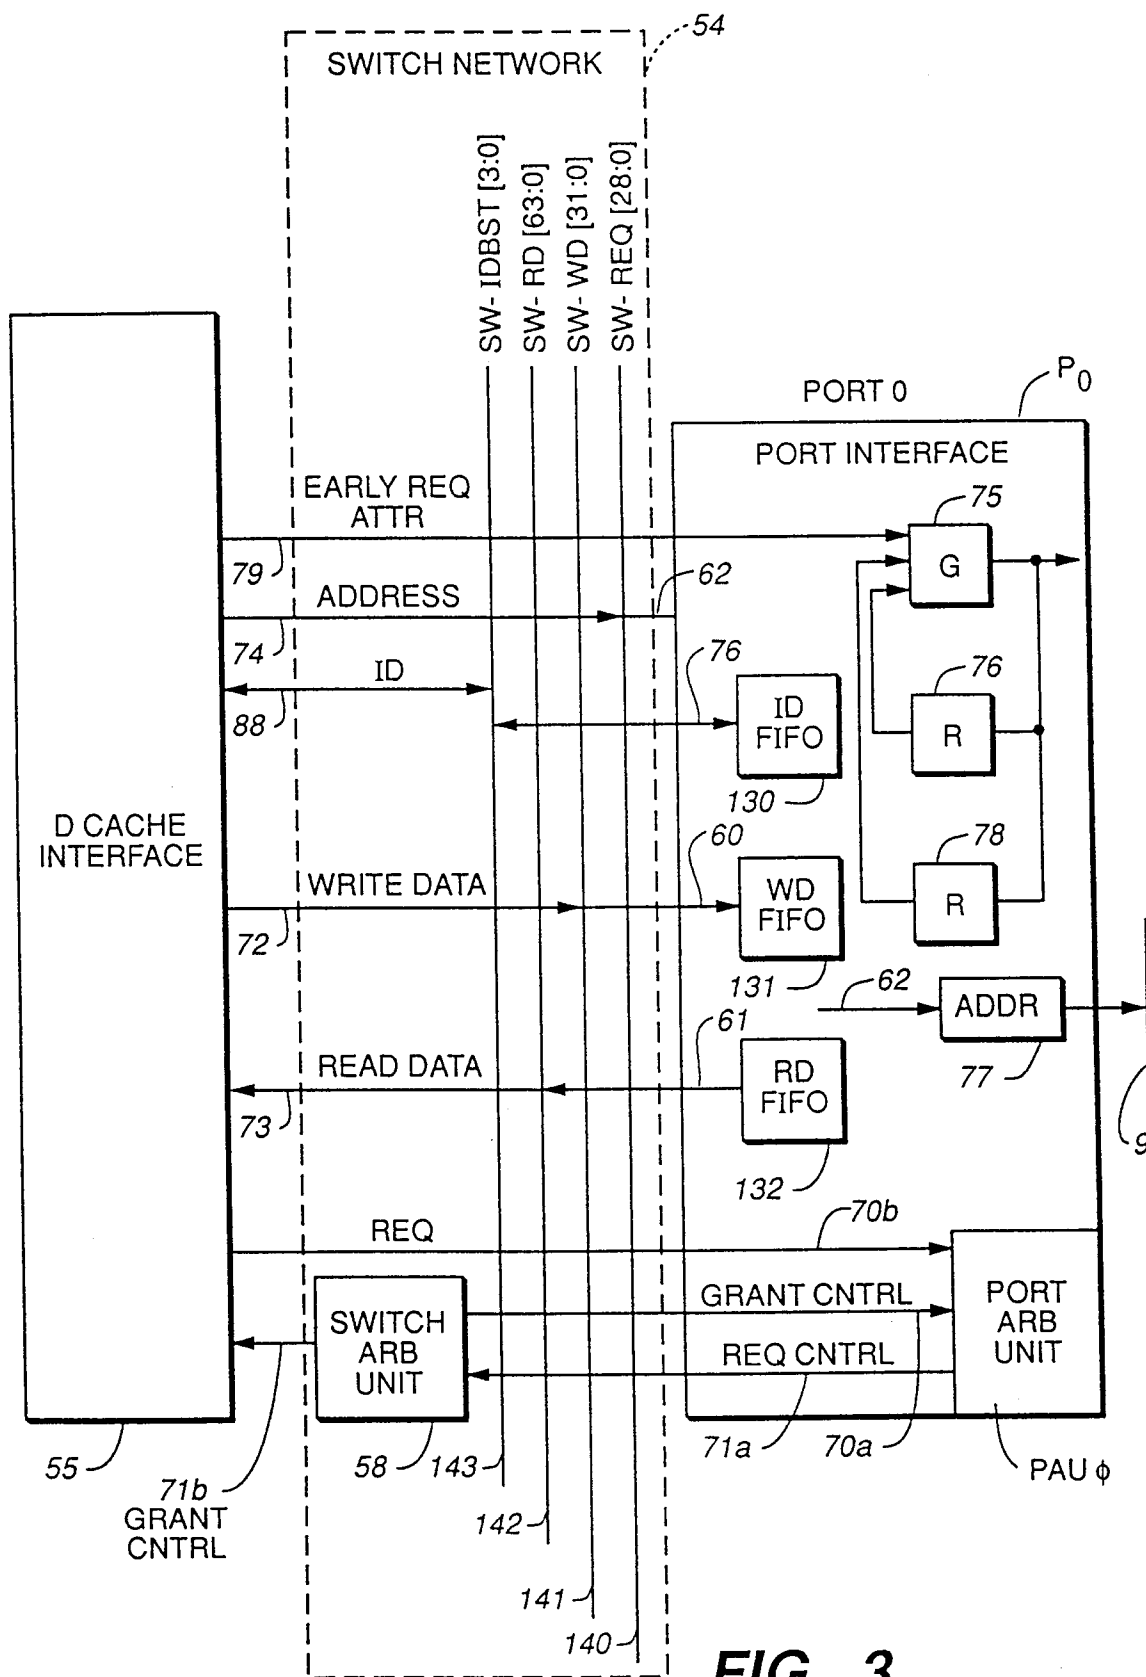 54
SWITCH NETWORK
SW- IDBST [3:0]
SW- RD [63:0]
SW- WD [31:0]
SW- REQ [28:0]
P0
PORT 0
PORT INTERFACE
EARLY REQ
ATTR
75
G
79
ADDRESS
62
74
ID
76
76
88
ID
FIFO
R
130
D CACHE
INTERFACE
78
60
WRITE DATA
WD
FIFO
R
72
131
62
ADDR
61
READ DATA
RD
FIFO
77
73
9
132
REQ
70b
GRANT CNTRL
SWITCH
ARB
UNIT
PORT
ARB
UNIT
REQ CNTRL
55
58
143
71a
70a
71b
GRANT
CNTRL
PAU ϕ
142
141
140
FIG._3